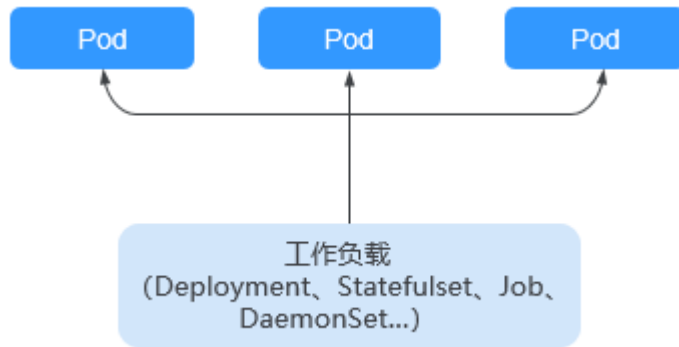 Pod
Pod
Pod
工作负载
（Deployment、Statefulset、Job、
DaemonSet...）